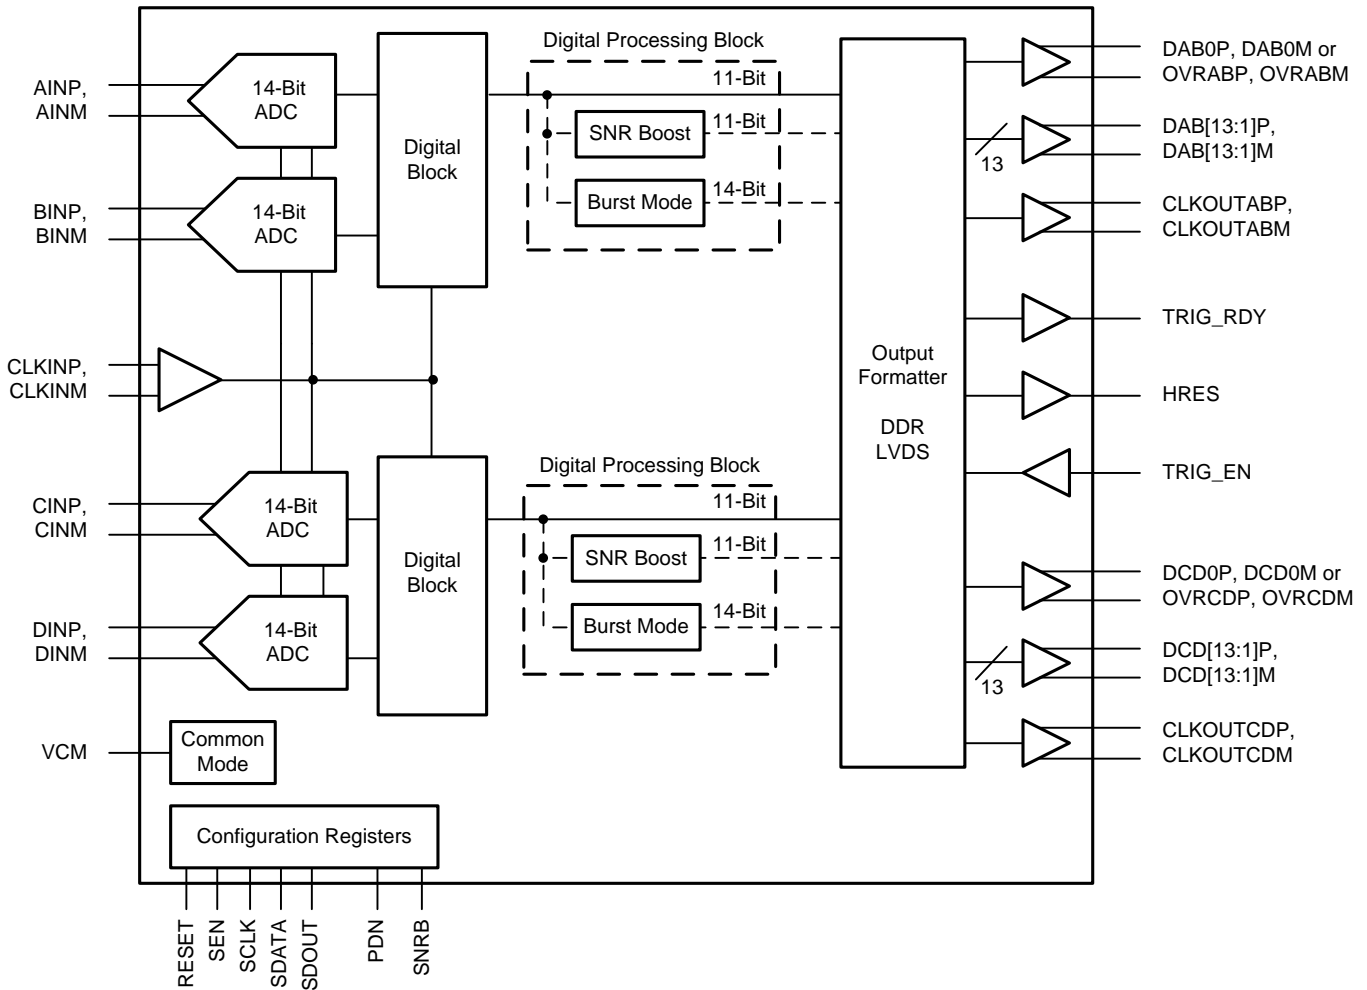 AINP,
AINM
14-Bit
ADC
BINP,
BINM
14-Bit
ADC
Digital
Block
Digital Processing Block
11-Bit
SNR Boost
11-Bit
Burst Mode
14-Bit
CLKINP,
CLKINM
CINP,
CINM
14-Bit
ADC
DINP,
DINM
14-Bit
ADC
Digital
Block
Digital Processing Block
11-Bit
SNR Boost
11-Bit
Burst Mode
14-Bit
Output
Formatter
DDR
LVDS
DAB0P, DAB0M or
OVRABP, OVRABM
13
DAB[13:1]P,
DAB[13:1]M
CLKOUTABP,
CLKOUTABM
TRIG_RDY
HRES
TRIG_EN
DCD0P, DCD0M or
OVRCDP, OVRCDM
13
DCD[13:1]P,
DCD[13:1]M
CLKOUTCDP,
CLKOUTCDM
VCM
Common
Mode
Configuration Registers
RESET
SEN
SCLK
SDATA
SDOUT
PDN
SNRB